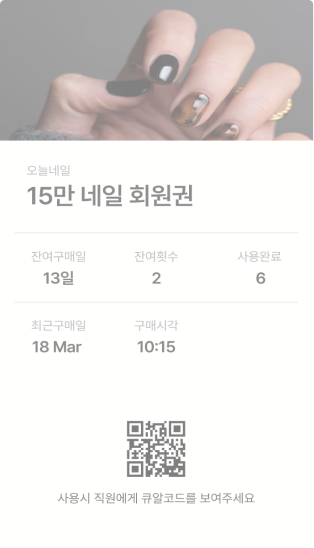 오늘네일
15만 네일 회원권
잔여구매일 잔여횟수 사용완료
13일 2 6
최근구매일 구매시각
18 Mar 10:15
사용시 직원에게 큐알코드를 보여주세요